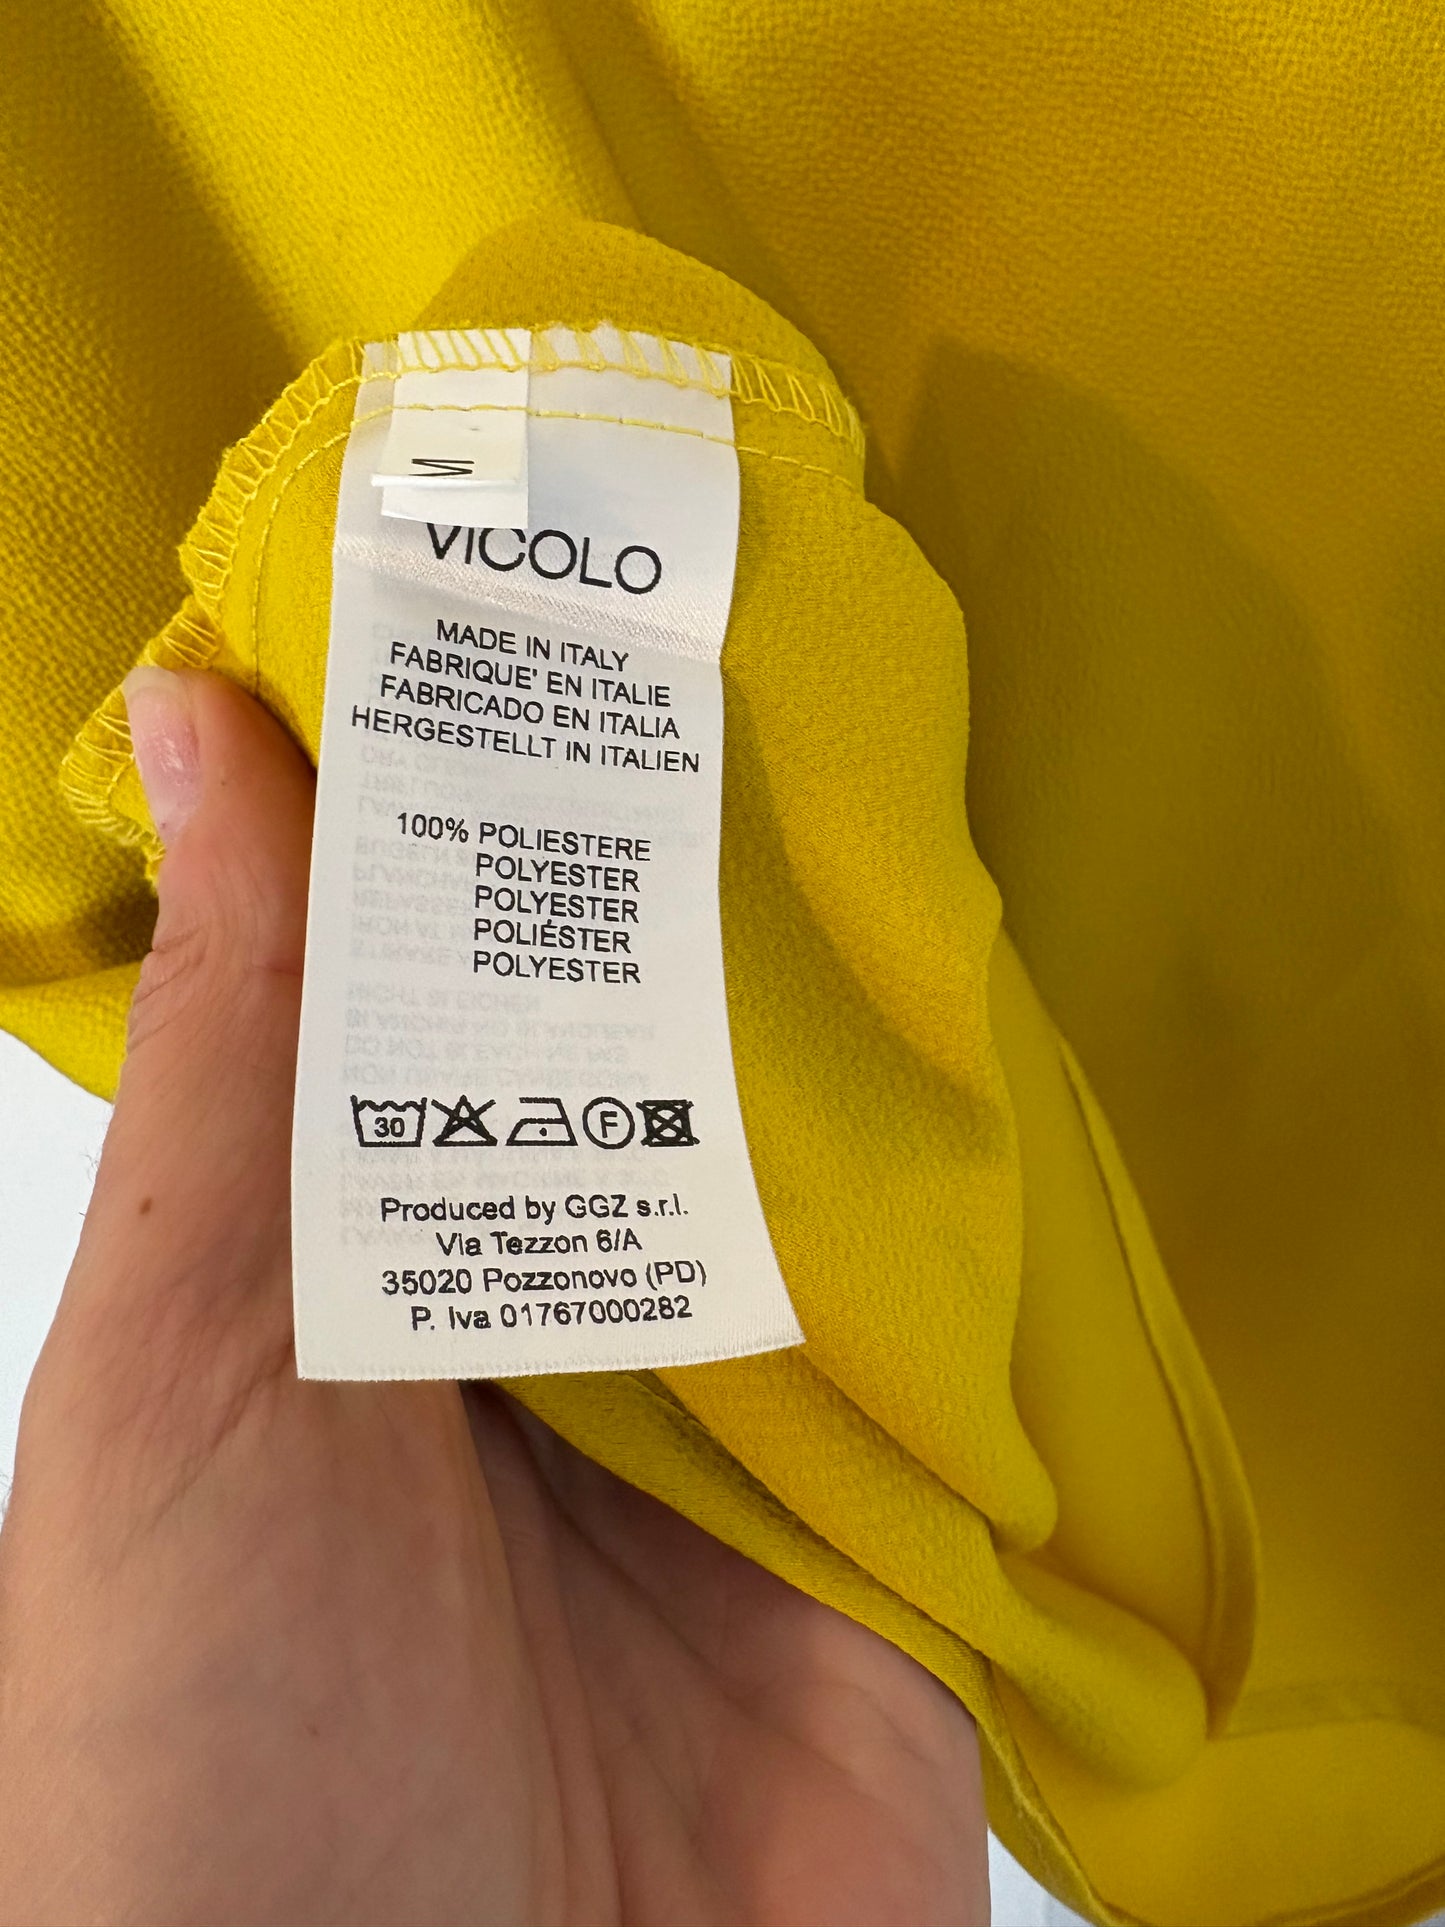 VICOLO
MADE IN ITALY
FABRIQUE' EN ITALIE
FABRICADO EN ITALIA
HERGESTELLT IN ITALIEN
100% POLIESTERE
POLYESTER
POLYESTER
POLIÉSTER
POLYESTER
30 F
Produced by GGZ s.r.l.
Via Tezzon 6/A
35020 Pozzonovo (PD)
P. Iva 01767000282